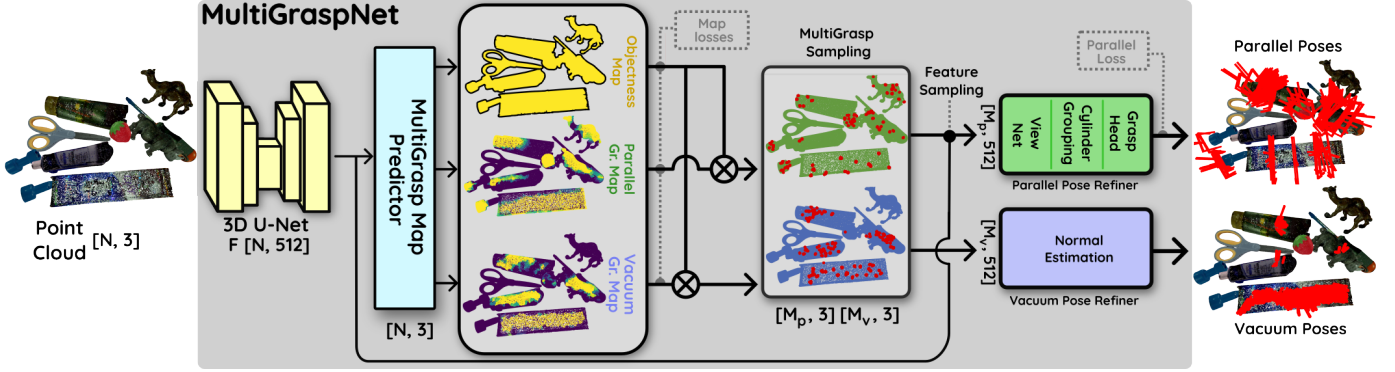 MultiGraspNet
Point
Cloud [N, 3]
3D U-Net
F [N, 512]
MultiGrasp Map
Predictor
[N, 3]
Objectness
Map
Parallel
Gr. Map
Vacuum
Gr. Map
Map
losses
MultiGrasp
Sampling
[Mp, 3] [Mv, 3]
Feature
Sampling
[Mp, 512]
[Mv, 512]
View
Net
Cylinder
Grouping
Grasp
Head
Parallel Pose Refiner
Normal
Estimation
Vacuum Pose Refiner
Parallel
Loss
Parallel Poses
Vacuum Poses